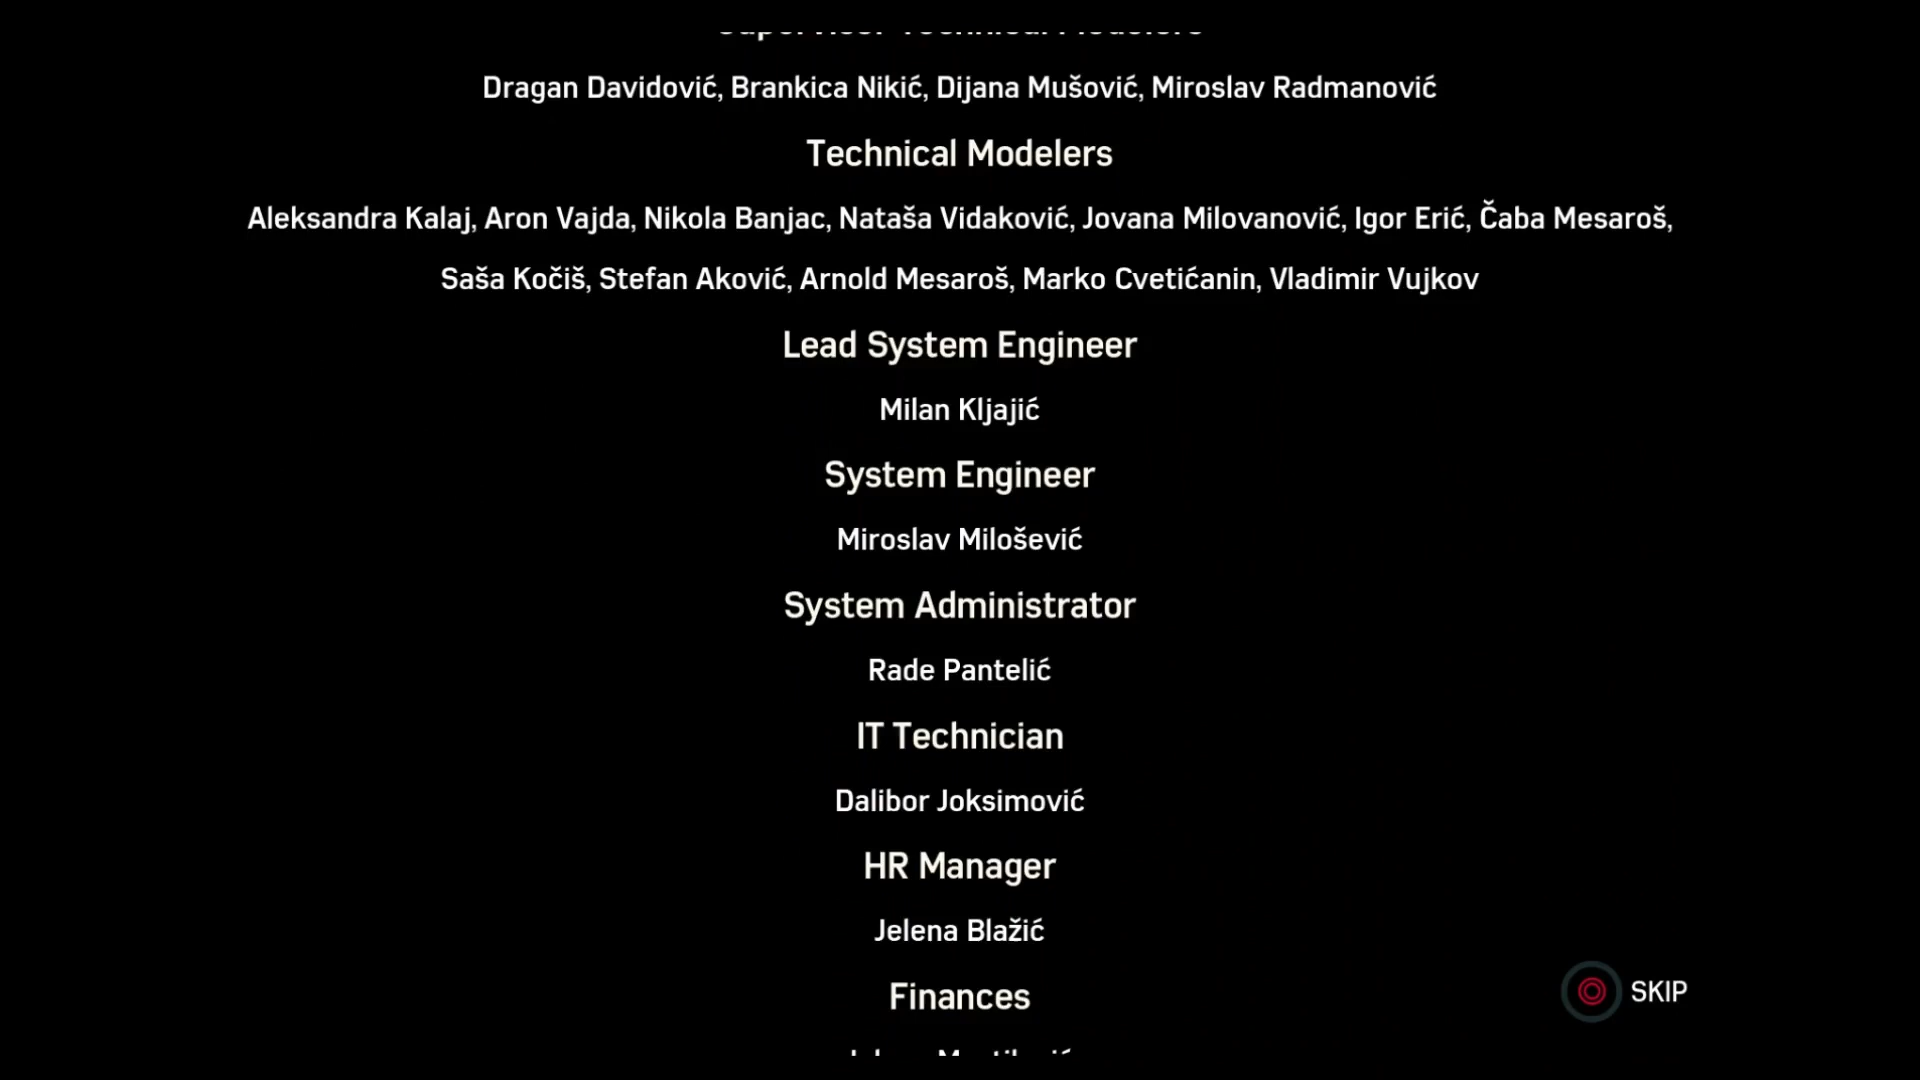 Supervisor Technical Modelers
Dragan Davidović, Brankica Nikić, Dijana Mušović, Miroslav Radmanović
Technical Modelers
Aleksandra Kalaj, Aron Vajda, Nikola Banjac, Nataša Vidaković, Jovana Milovanović, Igor Erić, Čaba Mesaroš,
Saša Kočiš, Stefan Aković, Arnold Mesaroš, Marko Cvetićanin, Vladimir Vujkov
Lead System Engineer
Milan Kljajić
System Engineer
Miroslav Milošević
System Administrator
Rade Pantelić
IT Technician
Dalibor Joksimović
HR Manager
Jelena Blažić
Finances
SKIP